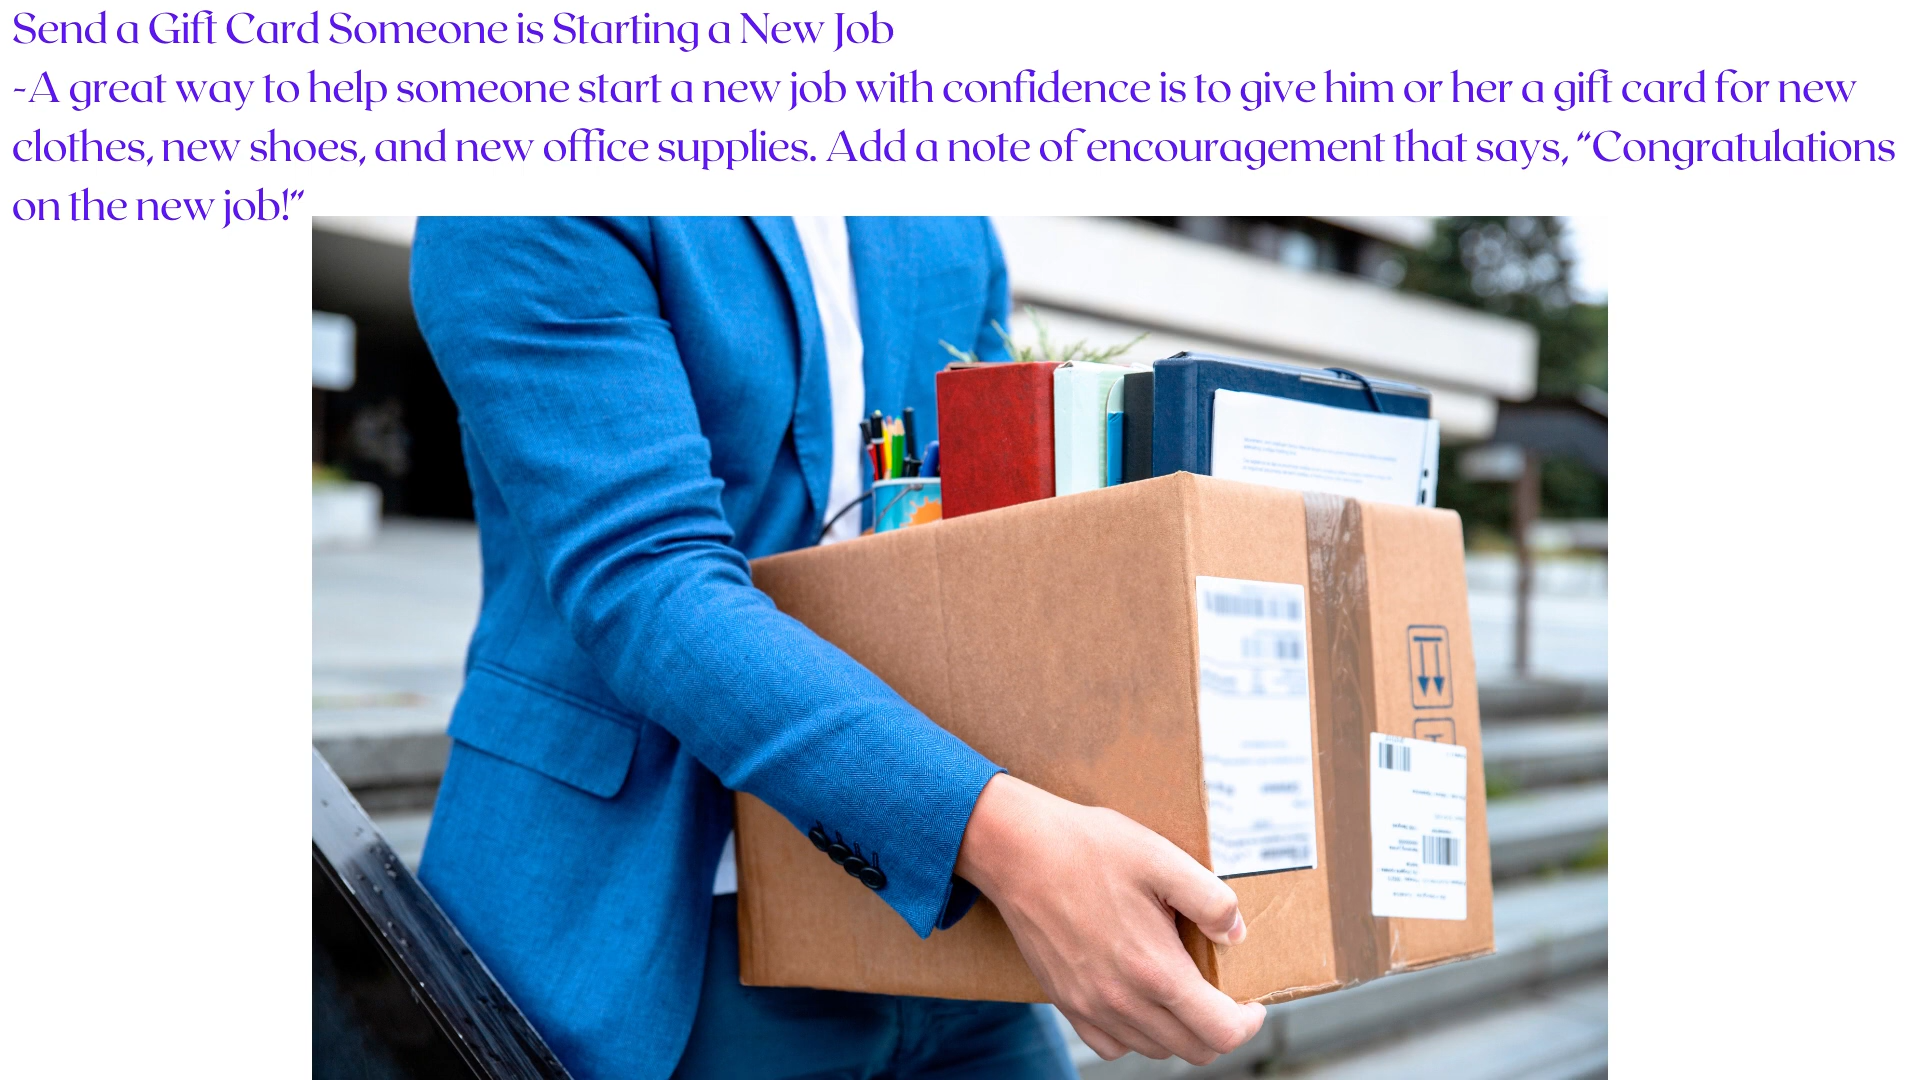 Send a Gift Card Someone is Starting a New Job
-A great way to help someone start a new job with confidence is to give him or her a gift card for new
clothes, new shoes, and new office supplies. Add a note of encouragement that says, “Congratulations
on the new job!”